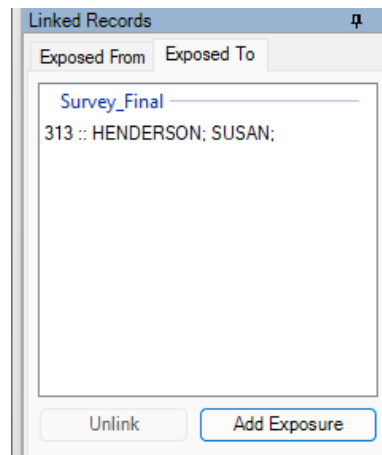 Linked Records
Exposed From Exposed To
Survey_Final
313 :: HENDERSON; SUSAN;
Unlink Add Exposure